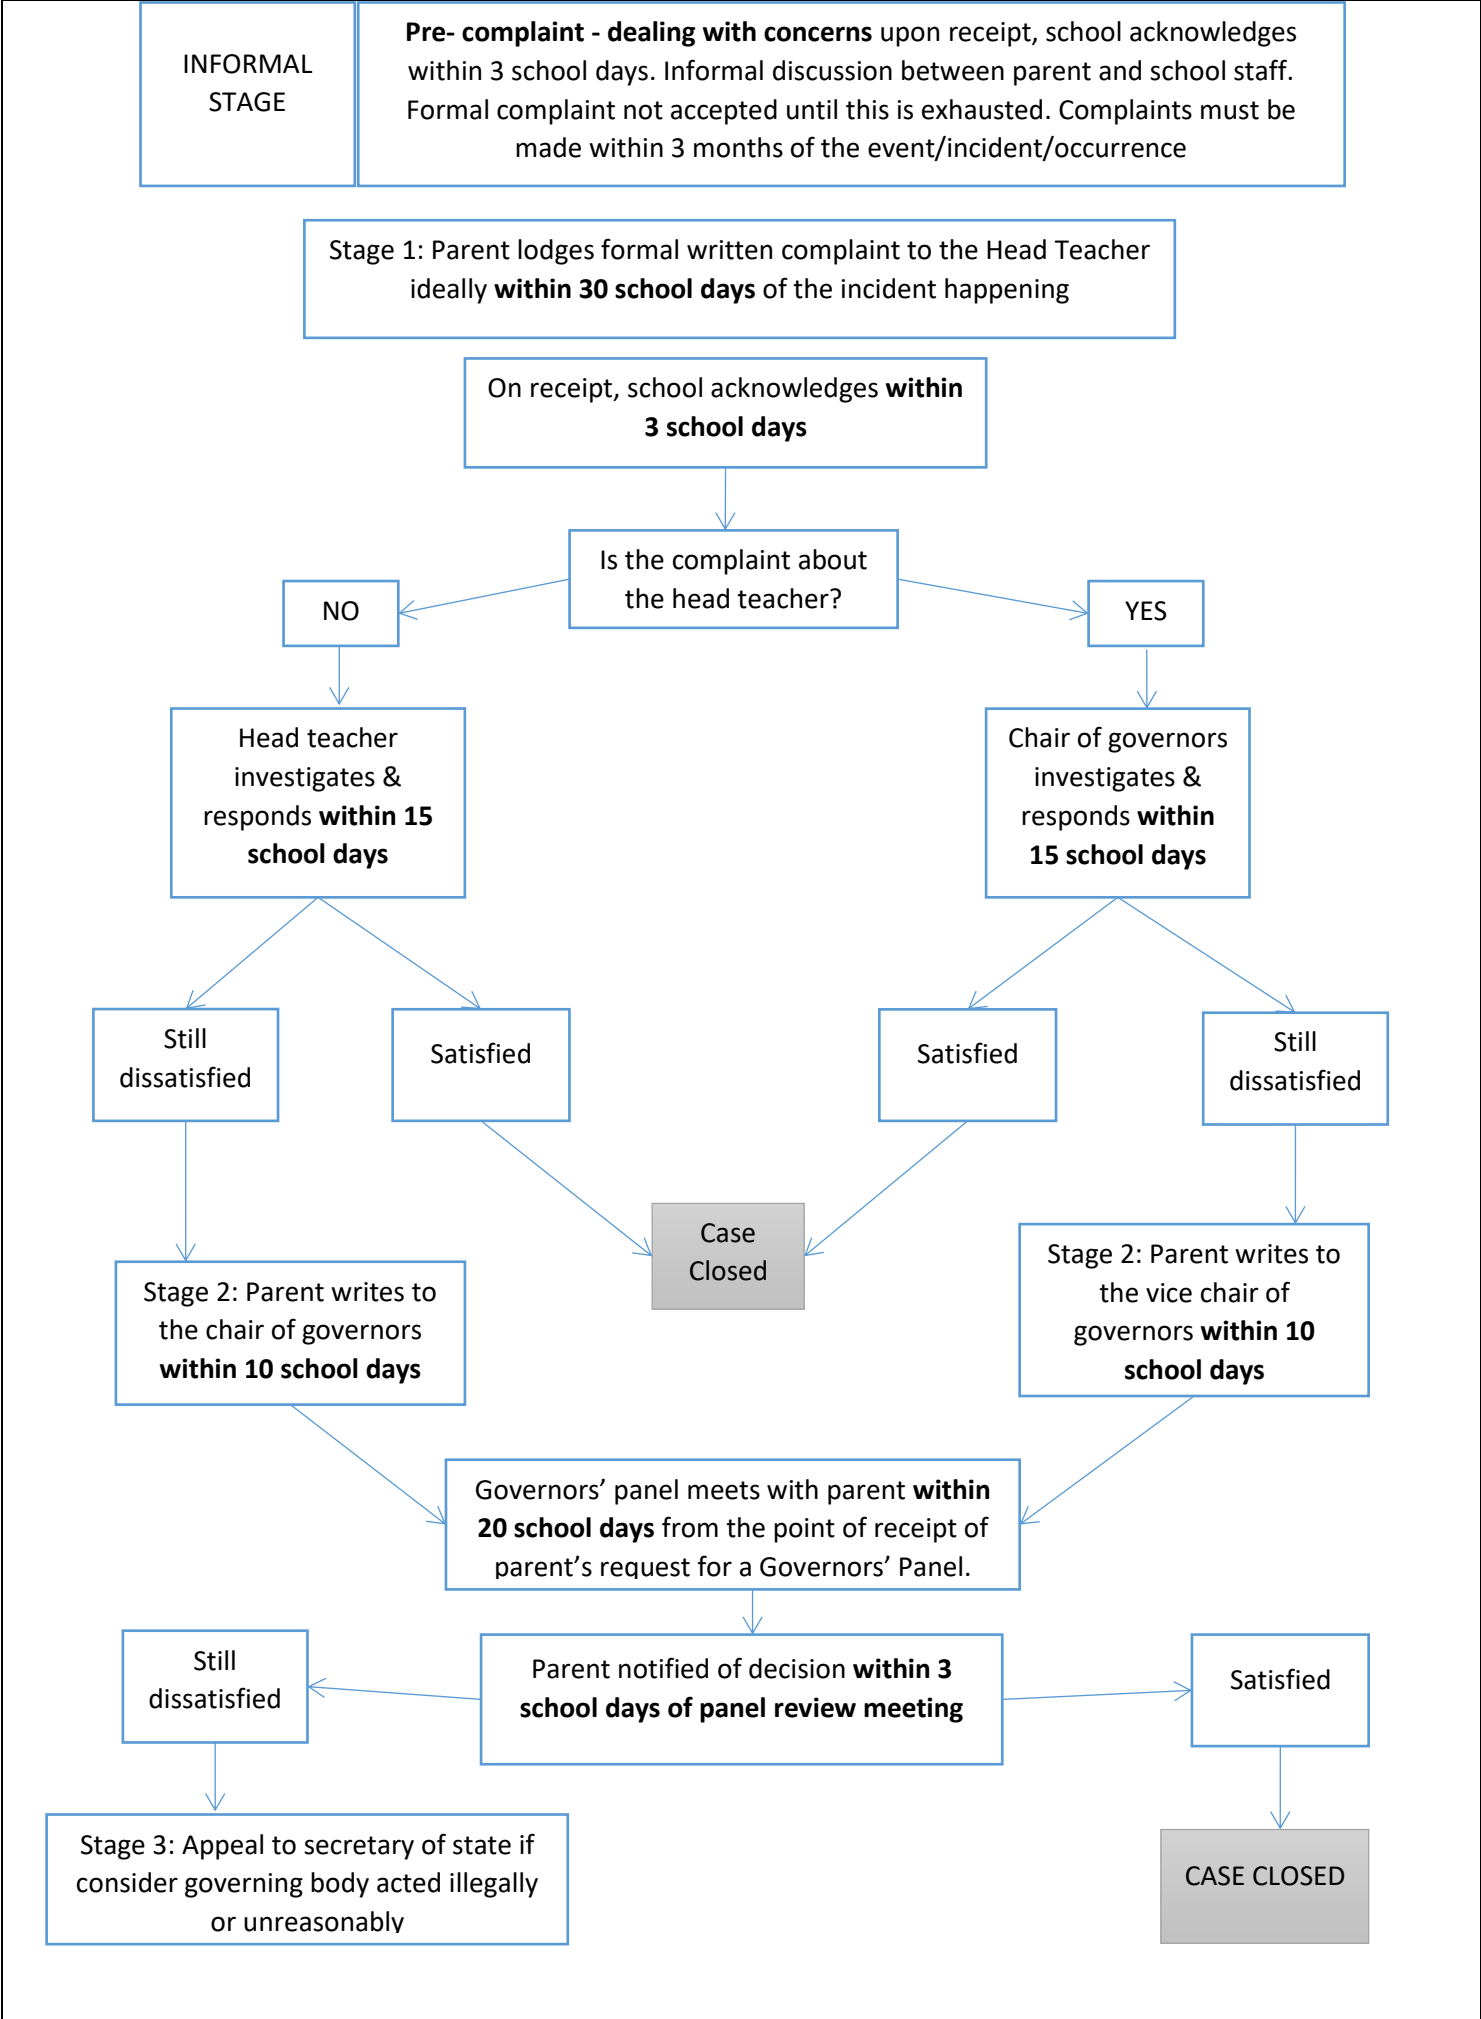 INFORMAL
STAGE
Pre- complaint - dealing with concerns upon receipt, school acknowledges
within 3 school days. Informal discussion between parent and school staff.
Formal complaint not accepted until this is exhausted. Complaints must be
made within 3 months of the event/incident/occurrence
Stage 1: Parent lodges formal written complaint to the Head Teacher
ideally within 30 school days of the incident happening
On receipt, school acknowledges within
3 school days
Is the complaint about
the head teacher?
NO
YES
Head teacher
investigates &
responds within 15
school days
Chair of governors
investigates &
responds within
15 school days
Still
dissatisfied
Satisfied
Satisfied
Still
dissatisfied
Case
Closed
Stage 2: Parent writes to
the chair of governors
within 10 school days
Stage 2: Parent writes to
the vice chair of
governors within 10
school days
Governors’ panel meets with parent within
20 school days from the point of receipt of
parent’s request for a Governors’ Panel.
Still
dissatisfied
Parent notified of decision within 3
school days of panel review meeting
Satisfied
Stage 3: Appeal to secretary of state if
consider governing body acted illegally
or unreasonably
CASE CLOSED